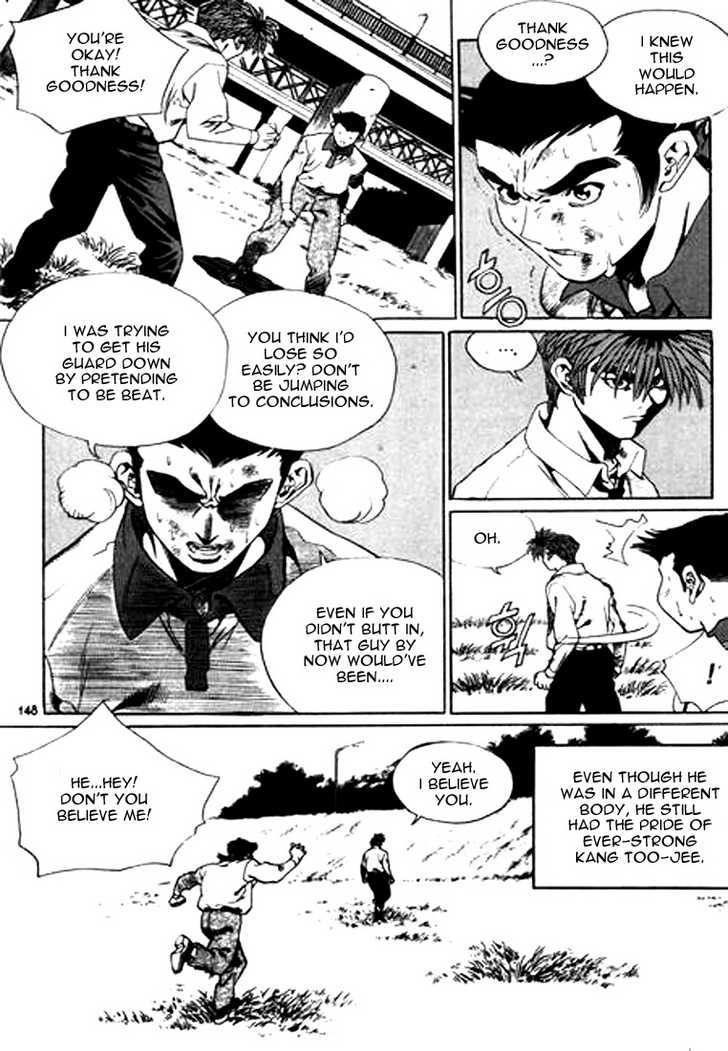 YOU'RE
OKAY!
THANK
GOODNESS!
THANK
GOODNESS
...?
I KNEW
THIS
WOULD
HAPPEN.
I WAS TRYING
TO GET HIS
GUARD DOWN
BY PRETENDING
TO BE BEAT.
YOU THINK I'D
LOSE SO
EASILY? DON'T
BE JUMPING
TO CONCLUSIONS.
EVEN IF YOU
DIDN'T BUTT IN,
THAT GUY BY
NOW WOULD'VE
BEEN....
...
OH.
휙
!
148
HE...HEY!
DON'T YOU
BELIEVE ME!
YEAH.
I BELIEVE
YOU.
EVEN THOUGH HE
WAS IN A DIFFERENT
BODY, HE STILL
HAD THE PRIDE OF
EVER-STRONG
KANG TOO-JEE.